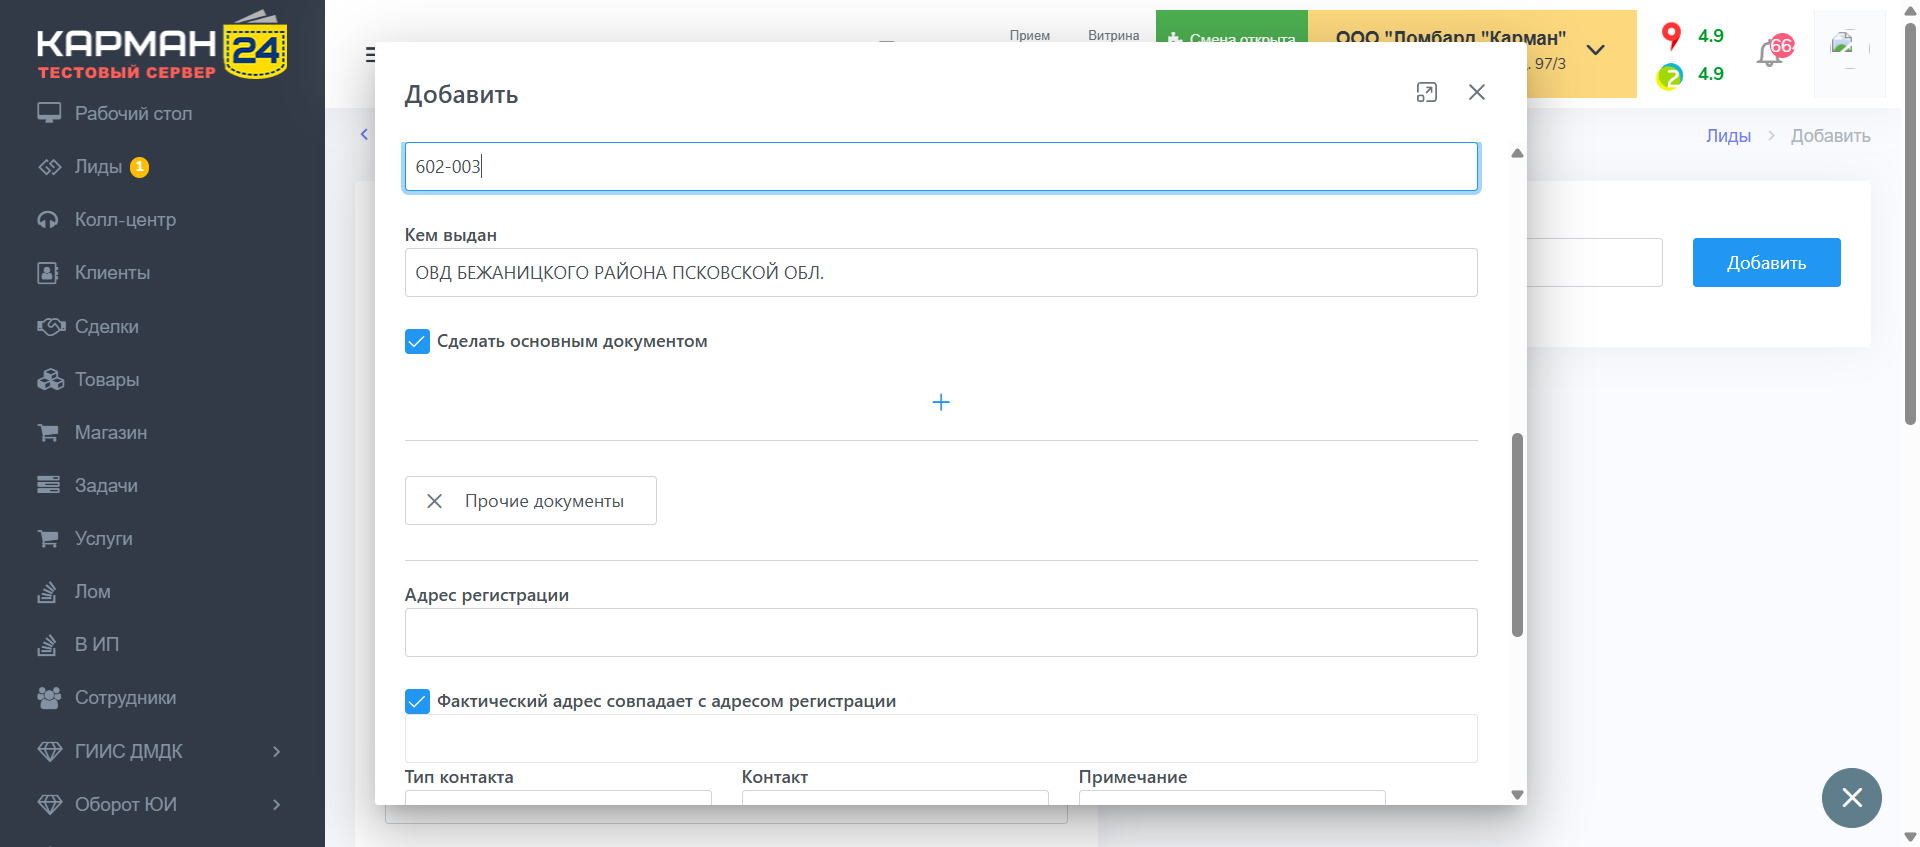 КАРМАН 24
ТЕСТОВЫЙ СЕРВЕР
Рабочий стол
Лиды 1
Колл-центр
Клиенты
Сделки
Товары
Магазин
Задачи
Услуги
Лом
В ИП
Сотрудники
ГИИС ДМДК
Оборот ЮИ
Прием
Витрина
Смена открыта
ООО "Ломбард "Карман"
. 97/3
4.9
4.9
66
Лиды > Добавить
Добавить
Добавить
602-003
Кем выдан
ОВД БЕЖАНИЦКОГО РАЙОНА ПСКОВСКОЙ ОБЛ.
Сделать основным документом
Прочие документы
Адрес регистрации
Фактический адрес совпадает с адресом регистрации
Тип контакта
Контакт
Примечание